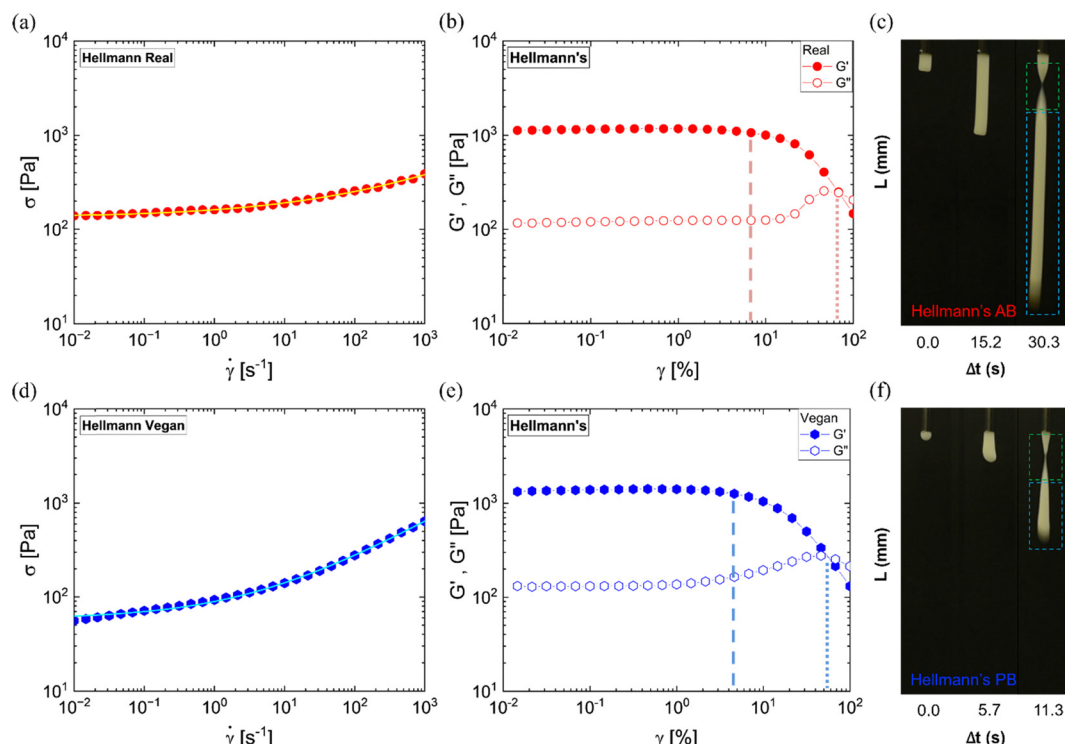 (a)
Hellmann Real
10⁴
10³
10²
10¹
σ [Pa]
10⁻² 10⁻¹ 10⁰ 10¹ 10² 10³
γ̇ [s⁻¹]
(b)
Hellmann's
Real
G'
G"
10⁴
10³
10²
10¹
G' , G" [Pa]
10⁻² 10⁻¹ 10⁰ 10¹ 10²
γ [%]
(c)
L (mm)
Hellmann's AB
0.0 15.2 30.3
Δt (s)
(d)
Hellmann Vegan
10⁴
10³
10²
10¹
σ [Pa]
10⁻² 10⁻¹ 10⁰ 10¹ 10² 10³
γ̇ [s⁻¹]
(e)
Hellmann's
Vegan
G'
G"
10⁴
10³
10²
10¹
G' , G" [Pa]
10⁻² 10⁻¹ 10⁰ 10¹ 10²
γ [%]
(f)
L (mm)
Hellmann's PB
0.0 5.7 11.3
Δt (s)